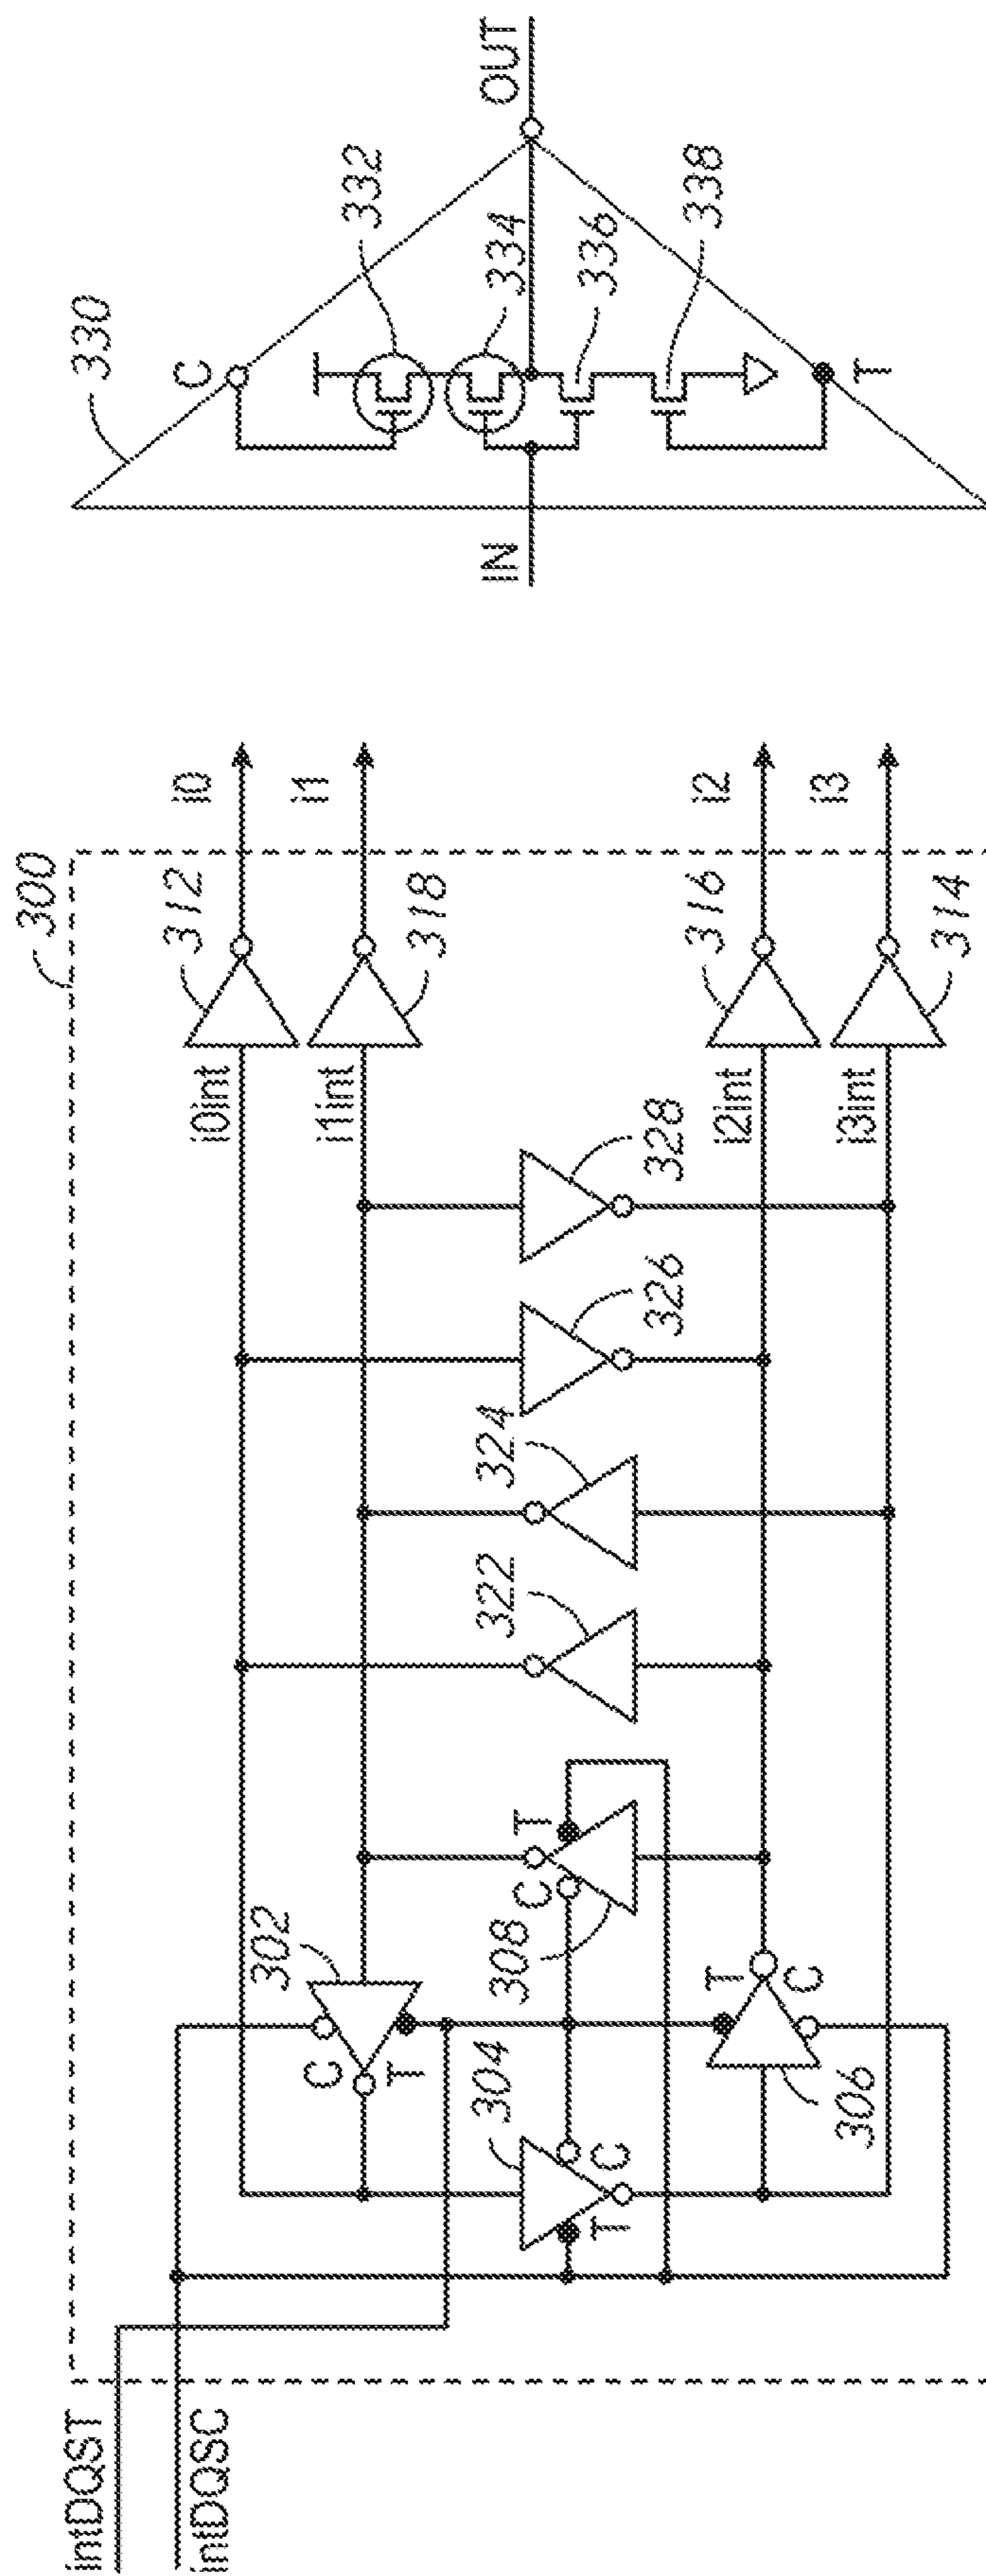 intDQST
intDQSC
300
C
302
T
304
T
C
C
T
308
T
C
306
322
324
326
328
i0int
312
i0
i1int
318
i1
i2int
316
i2
i3int
314
i3
330
C
332
334
336
338
T
IN
OUT